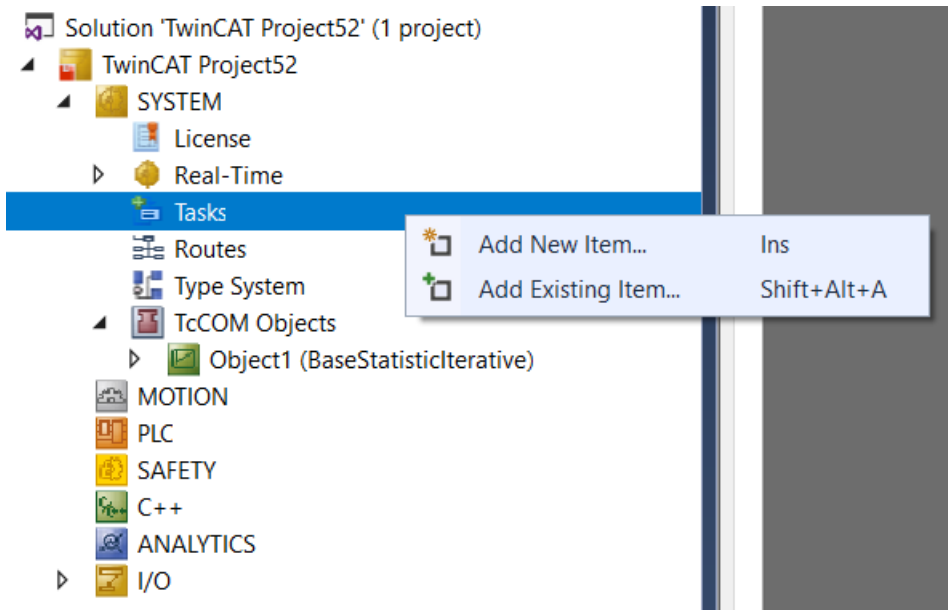 Solution 'TwinCAT Project52' (1 project)
TwinCAT Project52
SYSTEM
License
Real-Time
Tasks
Add New Item... Ins
Routes
Type System
Add Existing Item... Shift+Alt+A
TcCOM Objects
Object1 (BaseStatisticIterative)
MOTION
PLC
SAFETY
C++
ANALYTICS
I/O